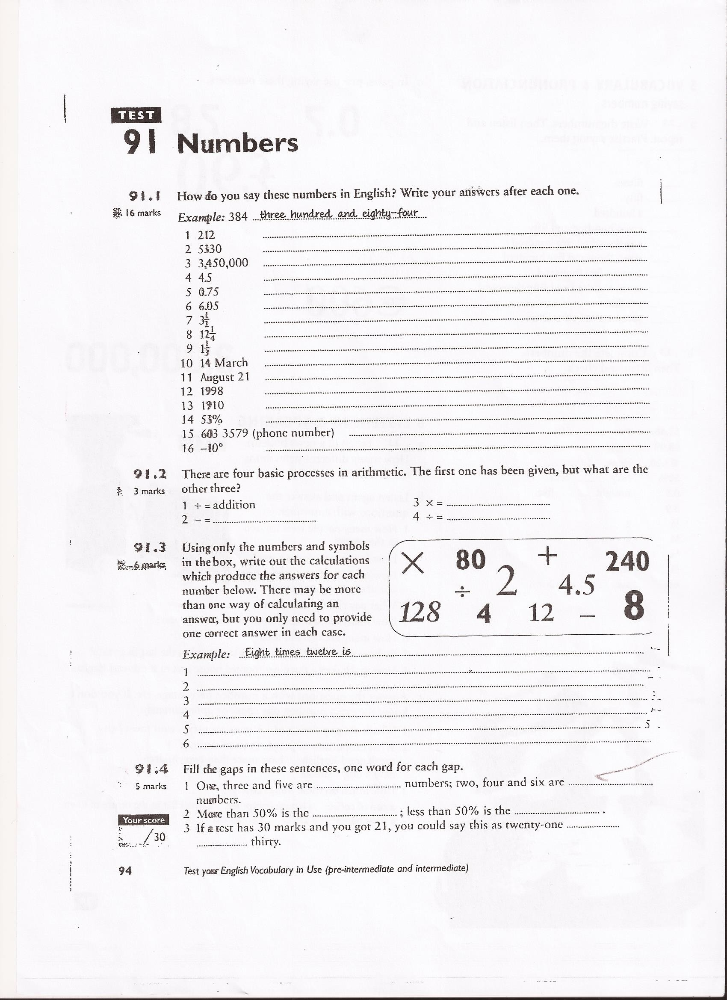 TEST
91 Numbers
91.1 How do you say these numbers in English? Write your answers after each one.
16 marks
Example: 384 three hundred and eighty-four
1 212
2 5330
3 3,450,000
4 4.5
5 0.75
6 6.05
7 3½
8 12¼
9 1⅓
10 14 March
11 August 21
12 1998
13 1910
14 53%
15 603 3579 (phone number)
16 –10°
91.2 There are four basic processes in arithmetic. The first one has been given, but what are the
3 marks other three?
1 + = addition
2 – = ........
3 × = ........
4 ÷ = ........
91.3 Using only the numbers and symbols
6 marks in the box, write out the calculations
which produce the answers for each
number below. There may be more
than one way of calculating an
answer, but you only need to provide
one correct answer in each case.
× 80 + 240
÷ 2 4.5
128 4 12 – 8
Example: Eight times twelve is
1
2
3
4
5 ........ 5
6
91.4 Fill the gaps in these sentences, one word for each gap.
5 marks 1 One, three and five are ........ numbers; two, four and six are ........
numbers.
2 More than 50% is the ........ ; less than 50% is the ........ .
3 If a test has 30 marks and you got 21, you could say this as twenty-one ........
........ thirty.
Your score
/30
94 Test your English Vocabulary in Use (pre-intermediate and intermediate)